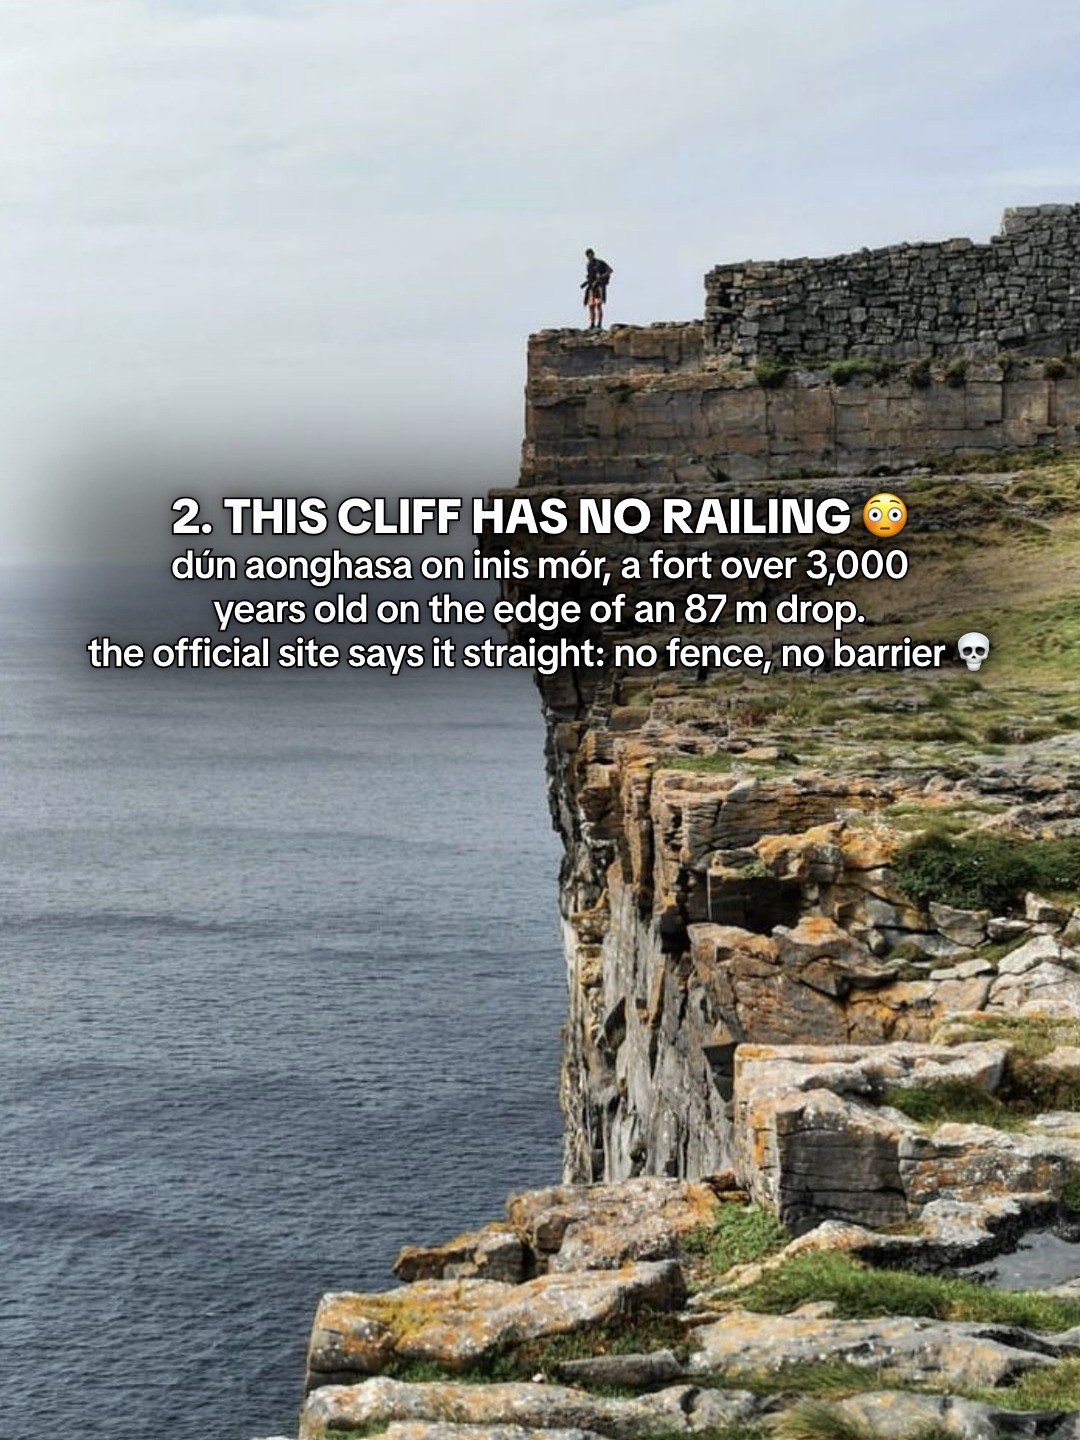 2. THIS CLIFF HAS NO RAILING 😳
dún aonghasa on inis mór, a fort over 3,000
years old on the edge of an 87 m drop.
the official site says it straight: no fence, no barrier 💀